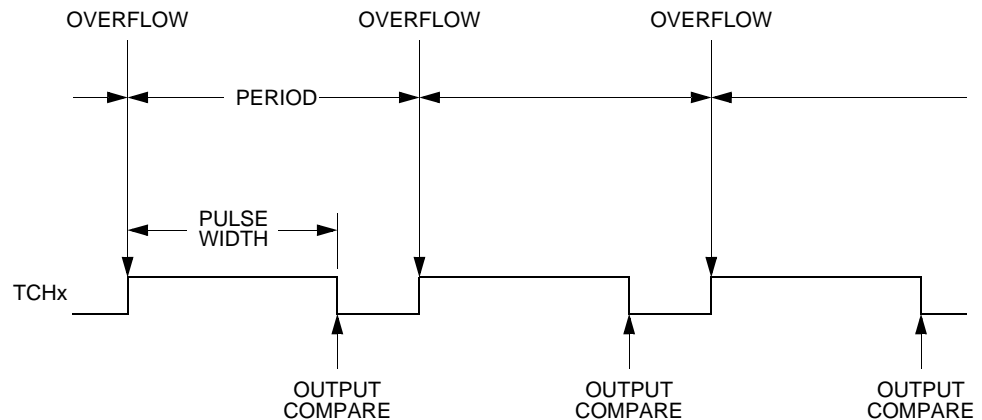 OVERFLOW
OVERFLOW
OVERFLOW
PERIOD
PULSE
WIDTH
TCHx
OUTPUT
COMPARE
OUTPUT
COMPARE
OUTPUT
COMPARE